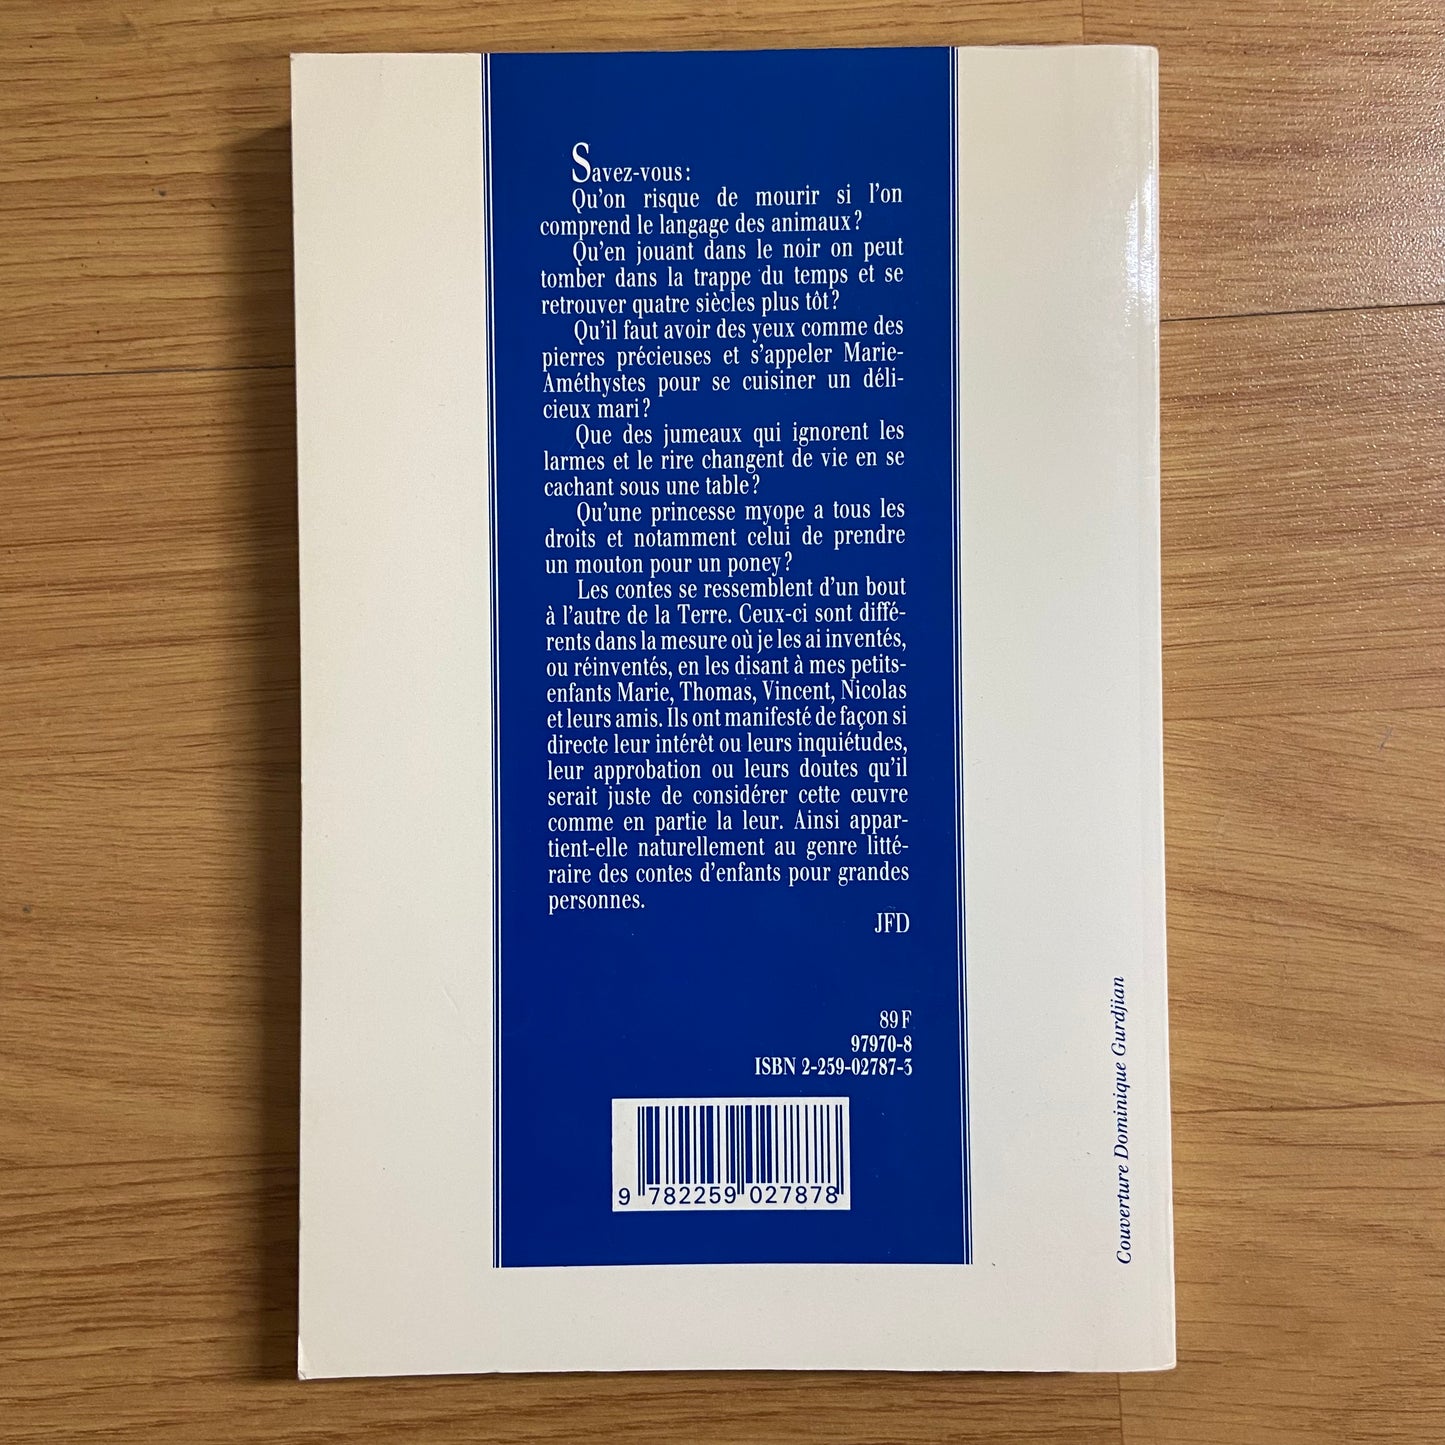 Savez-vous :
Qu'on risque de mourir si l'on
comprend le langage des animaux ?
Qu'en jouant dans le noir on peut
tomber dans la trappe du temps et se
retrouver quatre siècles plus tôt ?
Qu'il faut avoir des yeux comme des
pierres précieuses et s'appeler Marie-
Améthystes pour se cuisiner un déli-
cieux mari ?
Que des jumeaux qui ignorent les
larmes et le rire changent de vie en se
cachant sous une table ?
Qu'une princesse myope a tous les
droits et notamment celui de prendre
un mouton pour un poney ?
Les contes se ressemblent d'un bout
à l'autre de la Terre. Ceux-ci sont diffé-
rents dans la mesure où je les ai inventés,
ou réinventés, en les disant à mes petits-
enfants Marie, Thomas, Vincent, Nicolas
et leurs amis. Ils ont manifesté de façon si
directe leur intérêt ou leurs inquiétudes,
leur approbation ou leurs doutes qu'il
serait juste de considérer cette œuvre
comme en partie la leur. Ainsi appar-
tient-elle naturellement au genre litté-
raire des contes d'enfants pour grandes
personnes.
JFD
89 F
97970-8
ISBN 2-259-02787-3
9 782259 027878
Couverture Dominique Gurdjian